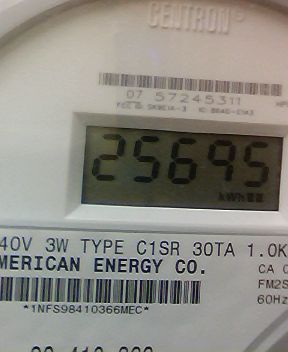 CENTRON®
07 57245311
25695
kWh
40V 3W TYPE C1SR 30TA 1.0K
MERICAN ENERGY CO.
CA 0
FM2S
60Hz
*1NFS98410366MEC*